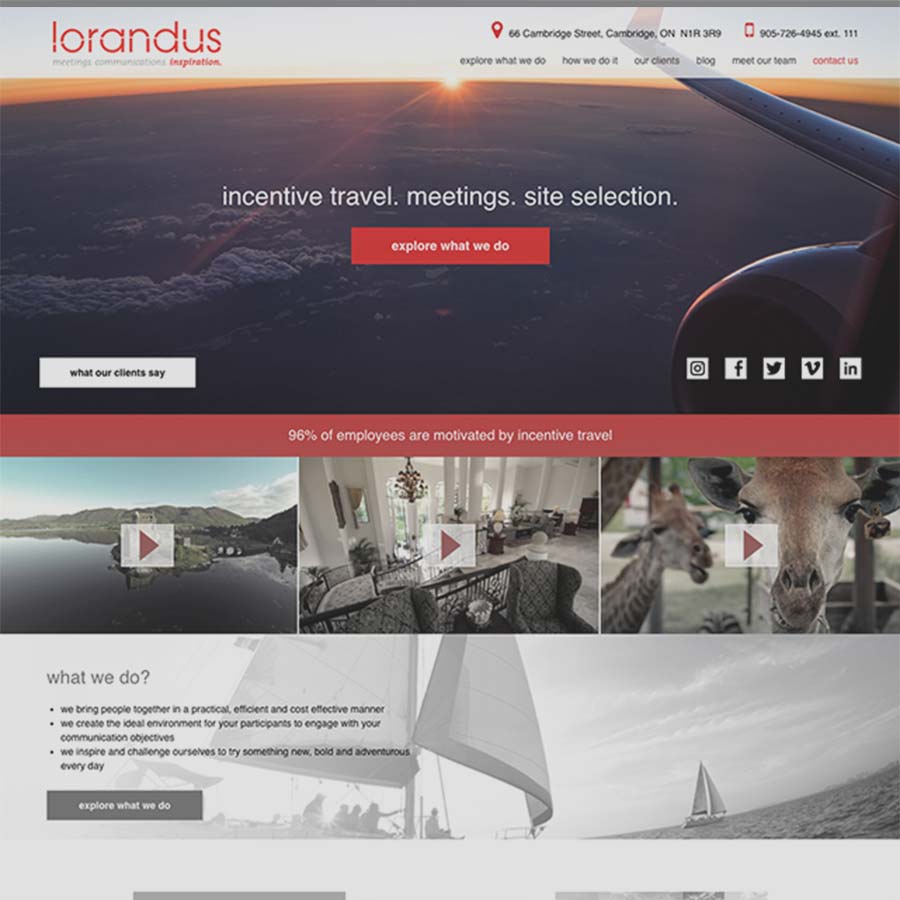 lorandus
meetings. communications. inspiration.
66 Cambridge Street, Cambridge, ON N1R 3R9
905-726-4945 ext. 111
explore what we do
how we do it
our clients
blog
meet our team
contact us
incentive travel. meetings. site selection.
explore what we do
what our clients say
96% of employees are motivated by incentive travel
what we do?
• we bring people together in a practical, efficient and cost effective manner
• we create the ideal environment for your participants to engage with your
communication objectives
• we inspire and challenge ourselves to try something new, bold and adventurous
every day
explore what we do